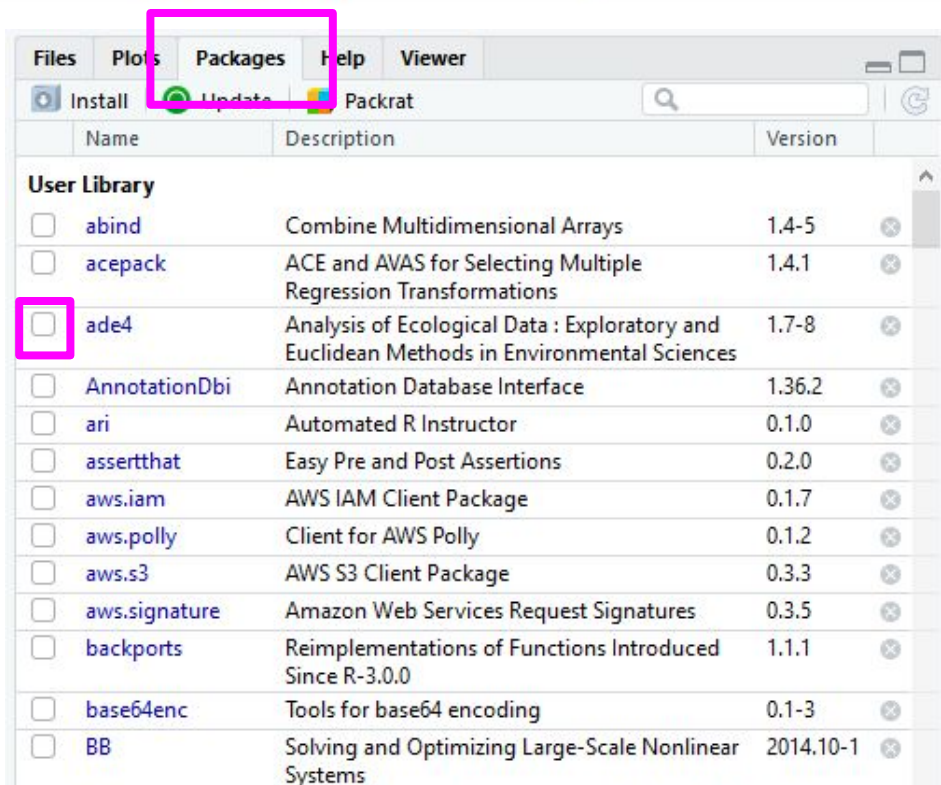 Files Plots Packages Help Viewer
Install Update Packrat
Name Description Version
User Library
abind Combine Multidimensional Arrays 1.4-5
acepack ACE and AVAS for Selecting Multiple 1.4.1
Regression Transformations
ade4 Analysis of Ecological Data : Exploratory and 1.7-8
Euclidean Methods in Environmental Sciences
AnnotationDbi Annotation Database Interface 1.36.2
ari Automated R Instructor 0.1.0
assertthat Easy Pre and Post Assertions 0.2.0
aws.iam AWS IAM Client Package 0.1.7
aws.polly Client for AWS Polly 0.1.2
aws.s3 AWS S3 Client Package 0.3.3
aws.signature Amazon Web Services Request Signatures 0.3.5
backports Reimplementations of Functions Introduced 1.1.1
Since R-3.0.0
base64enc Tools for base64 encoding 0.1-3
BB Solving and Optimizing Large-Scale Nonlinear 2014.10-1
Systems